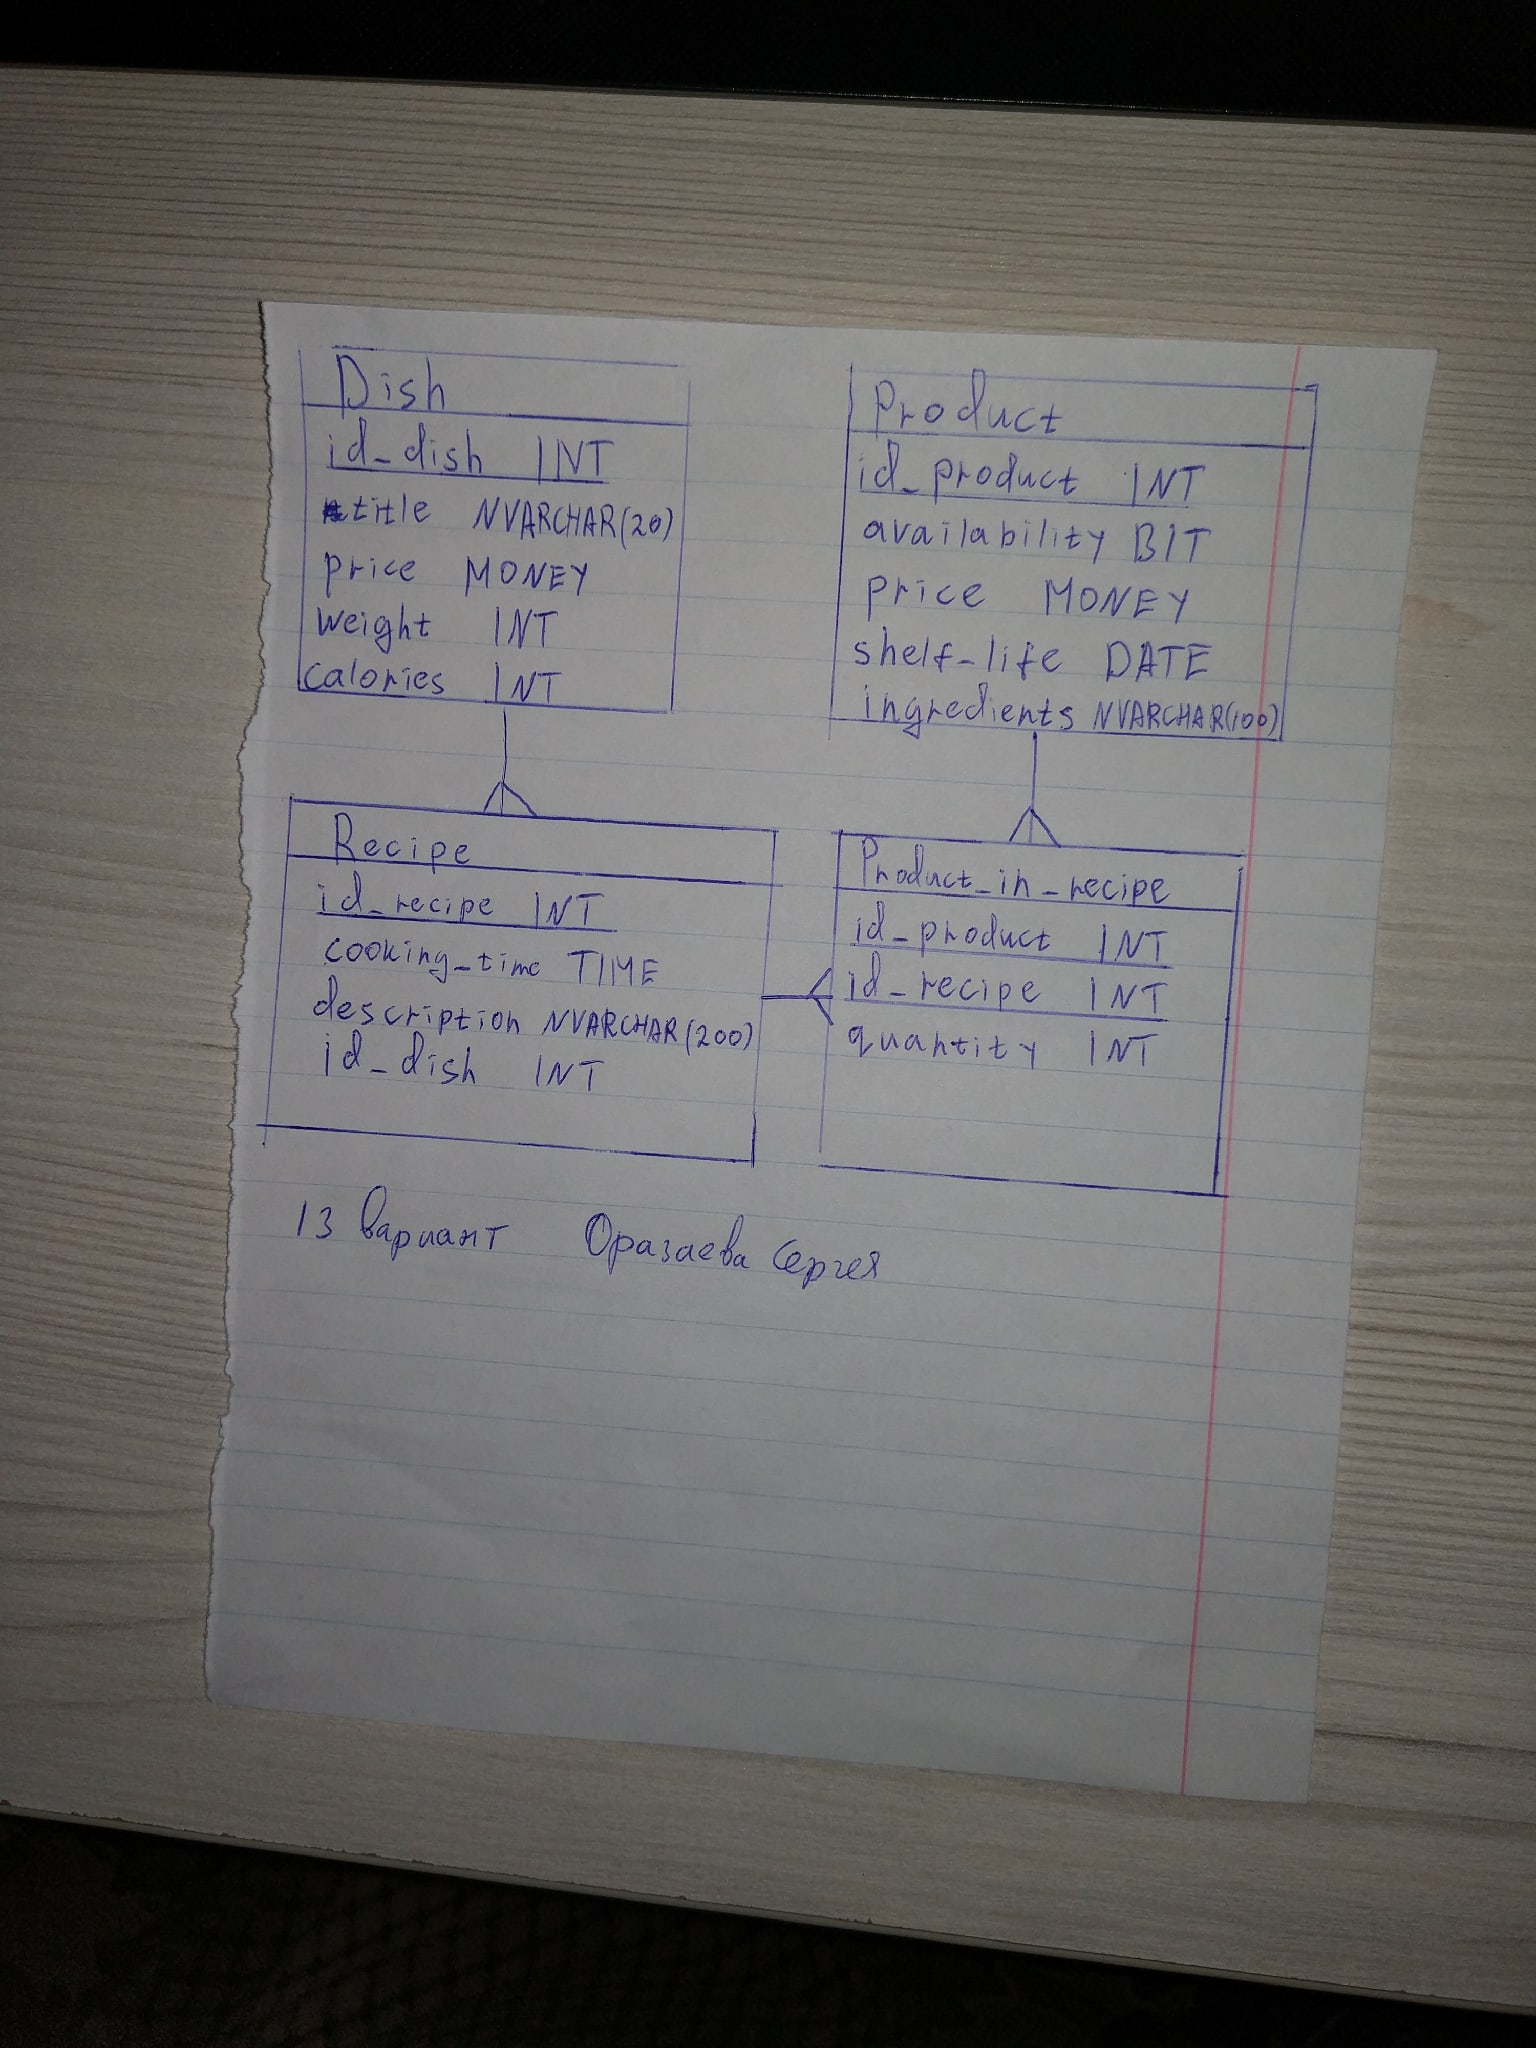 Dish
id_dish INT
title NVARCHAR(20)
price MONEY
weight INT
calories INT
Product
id_product INT
availability BIT
price MONEY
shelf-life DATE
ingredients NVARCHAR(100)
Recipe
id_recipe INT
cooking_time TIME
description NVARCHAR(200)
id_dish INT
Product_in_recipe
id_product INT
id_recipe INT
quantity INT
13 вариант Оразаева Сергея